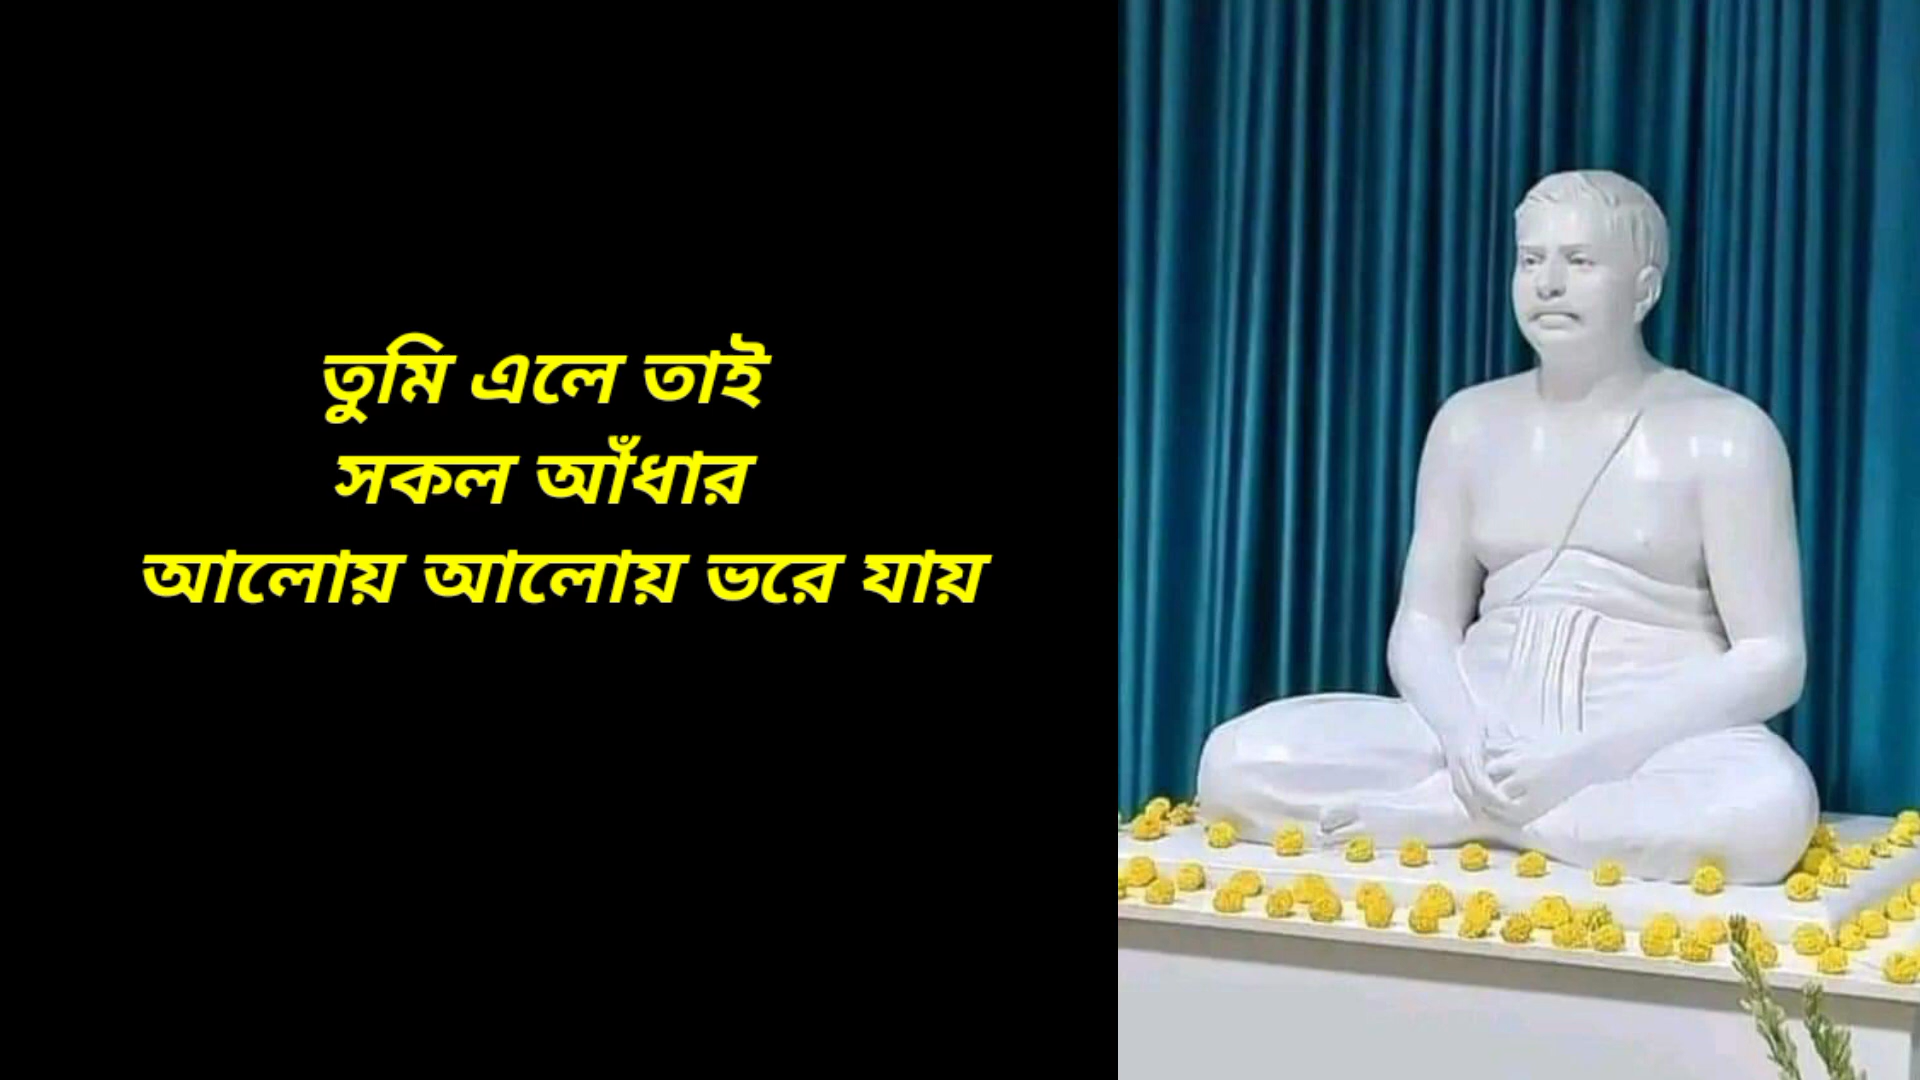 তুমি এলে তাই
সকল আঁধার
আলোয় আলোয় ভরে যায়